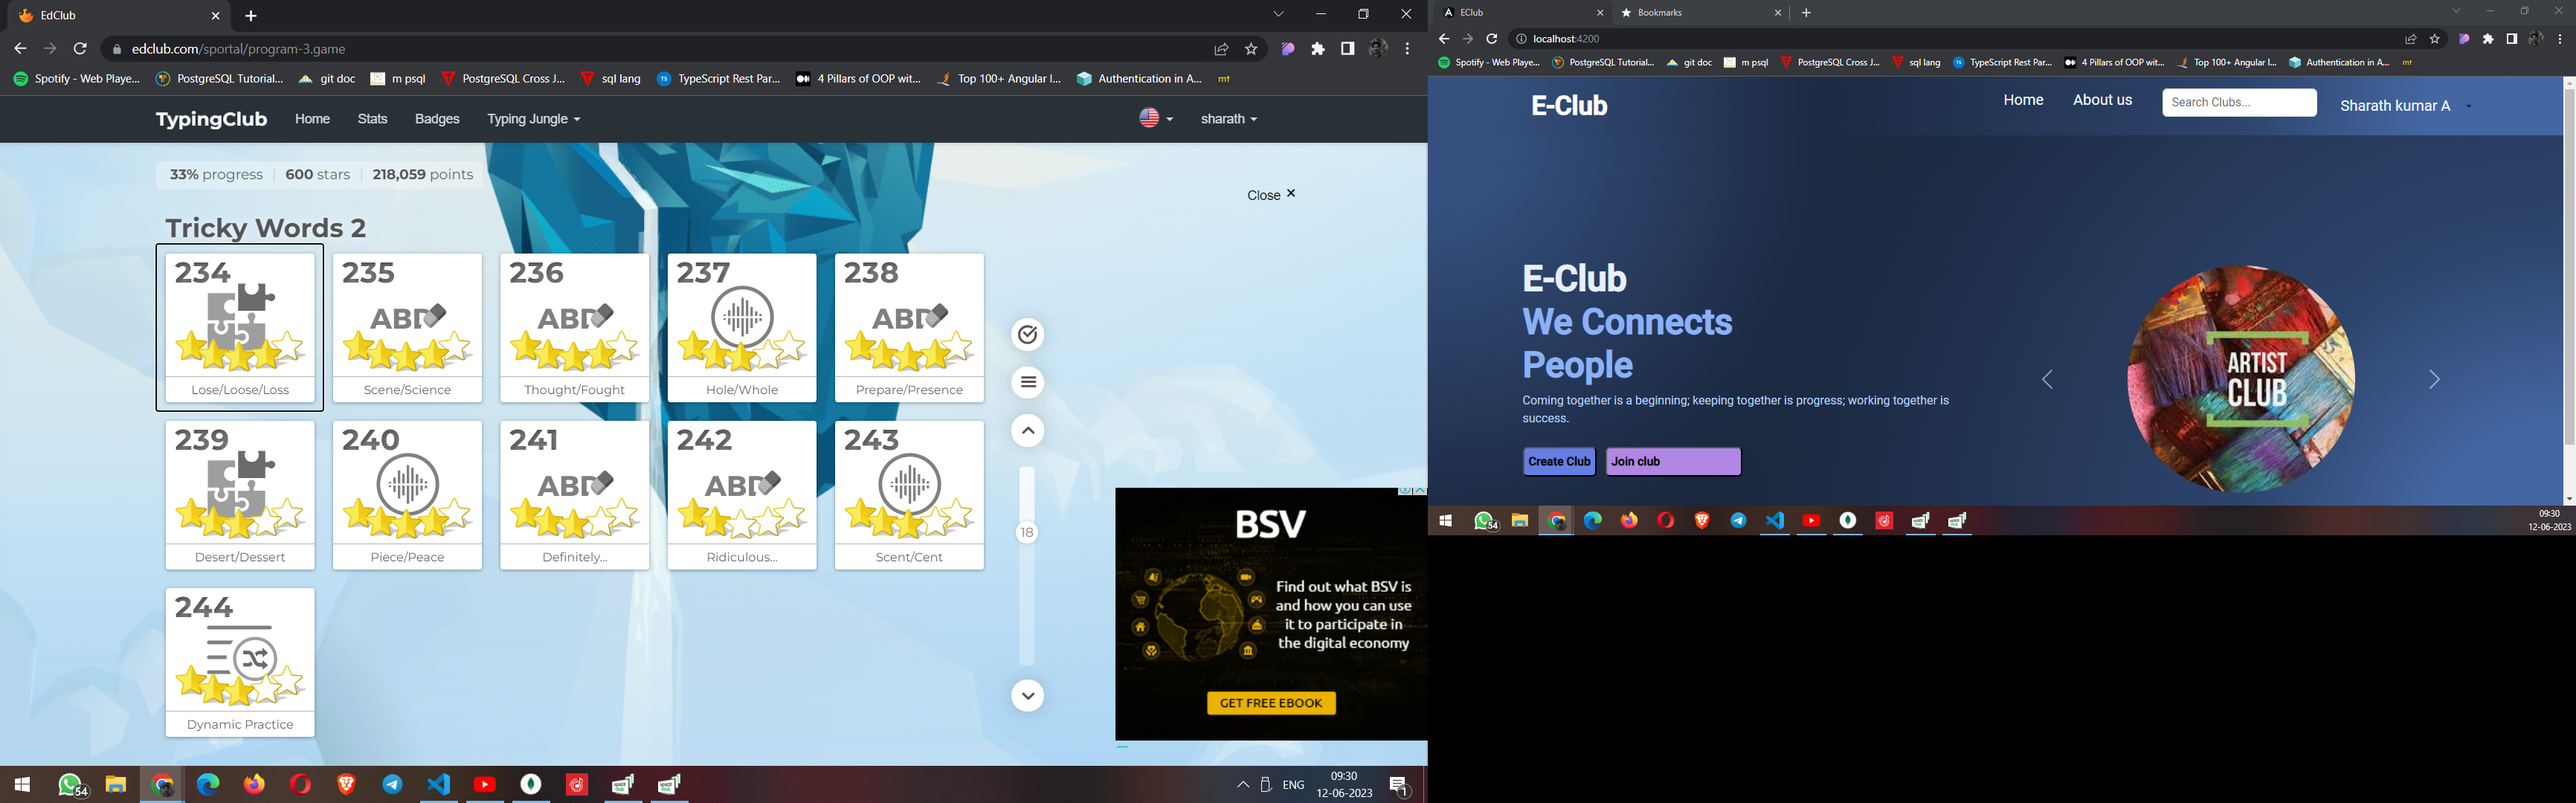 EdClub
edclub.com/sportal/program-3.game
Spotify - Web Playe...
PostgreSQL Tutorial...
git doc
m psql
PostgreSQL Cross J...
sql lang
TypeScript Rest Par...
4 Pillars of OOP wit...
Top 100+ Angular I...
Authentication in A...
mt
TypingClub
Home
Stats
Badges
Typing Jungle
sharath
33% progress
600 stars
218,059 points
Close
Tricky Words 2
234
Lose/Loose/Loss
235
Scene/Science
236
Thought/Fought
237
Hole/Whole
238
Prepare/Presence
239
Desert/Dessert
240
Piece/Peace
241
Definitely...
242
Ridiculous...
243
Scent/Cent
244
Dynamic Practice
18
BSV
Find out what BSV is
and how you can use
it to participate in
the digital economy
GET FREE EBOOK
54
ENG
09:30
12-06-2023
1
EClub
Bookmarks
localhost:4200
Spotify - Web Playe...
PostgreSQL Tutorial...
git doc
m psql
PostgreSQL Cross J...
sql lang
TypeScript Rest Par...
4 Pillars of OOP wit...
Top 100+ Angular I...
Authentication in A...
mt
E-Club
Home
About us
Search Clubs...
Sharath kumar A
E-Club
We Connects
People
Coming together is a beginning; keeping together is progress; working together is
success.
Create Club
Join club
ARTIST
CLUB
54
09:30
12-06-2023